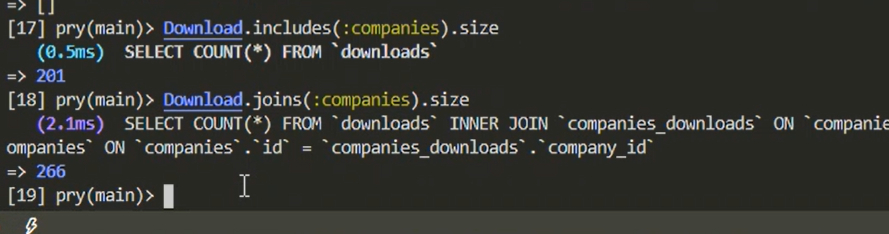 => []
[17] pry(main)> Download.includes(:companies).size
(0.5ms) SELECT COUNT(*) FROM `downloads`
=> 201
[18] pry(main)> Download.joins(:companies).size
(2.1ms) SELECT COUNT(*) FROM `downloads` INNER JOIN `companies_downloads` ON `companie
ompanies` ON `companies`.`id` = `companies_downloads`.`company_id`
=> 266
[19] pry(main)>